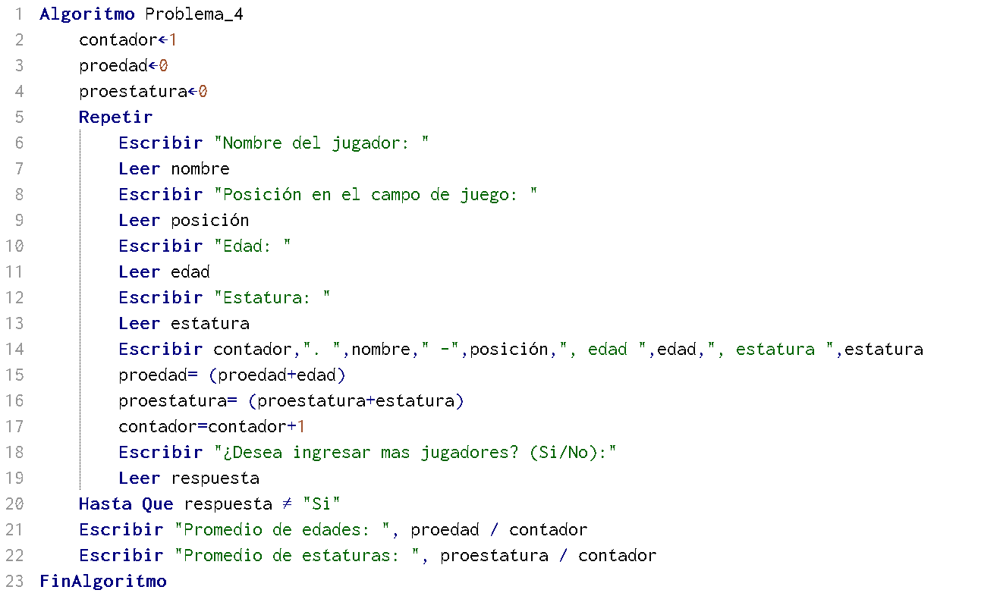 1 Algoritmo Problema_4
2 contador←1
3 proedad←0
4 proestatura←0
5 Repetir
6 Escribir "Nombre del jugador: "
7 Leer nombre
8 Escribir "Posición en el campo de juego: "
9 Leer posición
10 Escribir "Edad: "
11 Leer edad
12 Escribir "Estatura: "
13 Leer estatura
14 Escribir contador,". ",nombre," -",posición,", edad ",edad,", estatura ",estatura
15 proedad= (proedad+edad)
16 proestatura= (proestatura+estatura)
17 contador=contador+1
18 Escribir "¿Desea ingresar mas jugadores? (Si/No):"
19 Leer respuesta
20 Hasta Que respuesta ≠ "Si"
21 Escribir "Promedio de edades: ", proedad / contador
22 Escribir "Promedio de estaturas: ", proestatura / contador
23 FinAlgoritmo